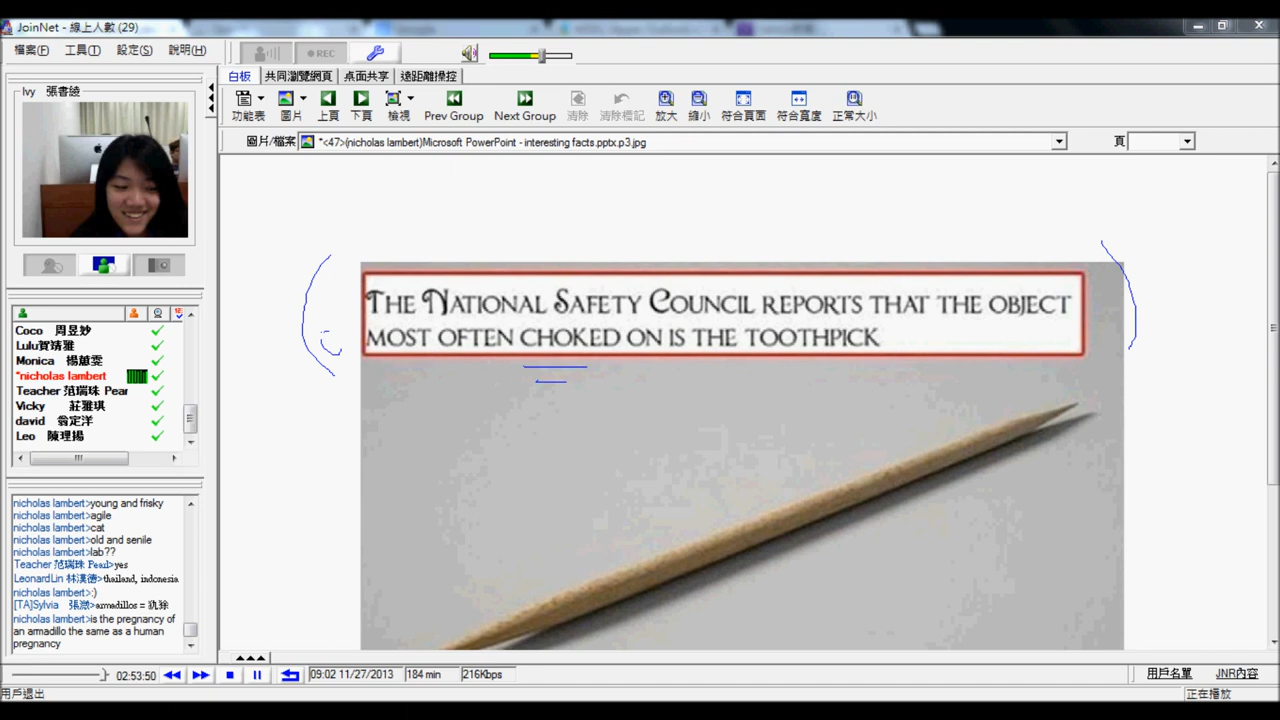 JoinNet - 線上人數 (29)
檔案(F) 工具(T) 設定(S) 說明(H)
REC
Ivy 張書綾
白板 共同瀏覽網頁 桌面共享 遠距離操控
功能表 圖片 上頁 下頁 檢視 Prev Group Next Group 清除 清除標記 放大 縮小 符合頁面 符合寬度 正常大小
圖片/檔案 *<47>(nicholas lambert)Microsoft PowerPoint - interesting facts.pptx.p3.jpg 頁
THE NATIONAL SAFETY COUNCIL REPORTS THAT THE OBJECT
MOST OFTEN CHOKED ON IS THE TOOTHPICK
Coco 周昱妙
Lulu賀婧雅
Monica 楊蕙雯
*nicholas lambert
Teacher 范瑞珠 Pear
Vicky 莊雅琪
david 翁定洋
Leo 陳理揚
nicholas lambert>young and frisky
nicholas lambert>agile
nicholas lambert>cat
nicholas lambert>old and senile
nicholas lambert>lab??
Teacher 范瑞珠 Pearl>yes
LeonardLin 林漢德>thailand, indonesia
nicholas lambert>:)
[TA]Sylvia 張瀓>armadillos = 犰狳
nicholas lambert>is the pregnancy of
an armadillo the same as a human
pregnancy
02:53:50 09:02 11/27/2013 184 min 216Kbps 用戶名單 JNR內容
用戶退出 正在播放